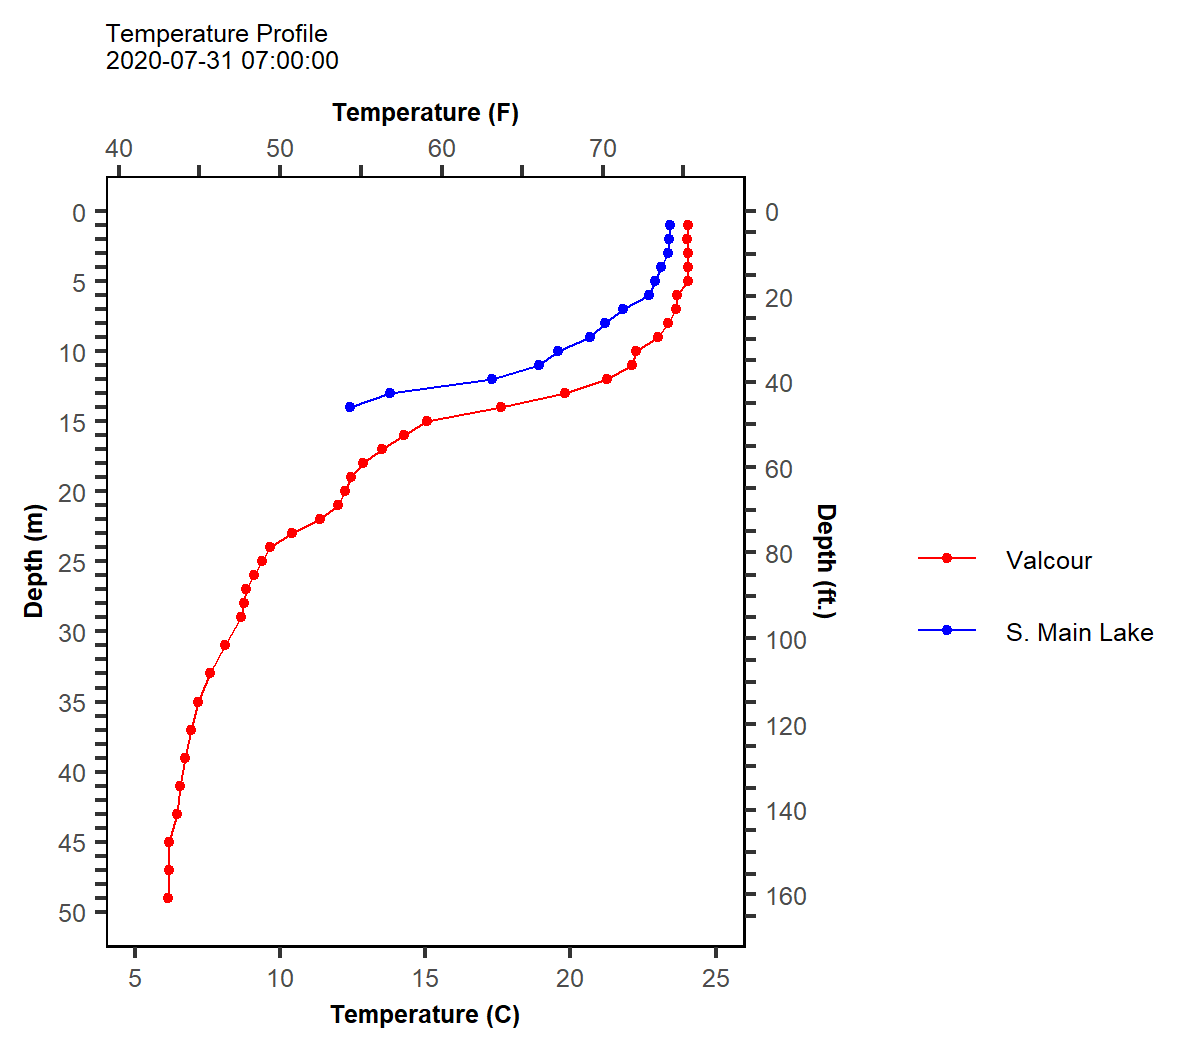 Temperature Profile
2020-07-31 07:00:00
Temperature (F)
40 50 60 70
0
5
10
15
20
25
30
35
40
45
50
Depth (m)
0
20
40
60
80
100
120
140
160
Depth (ft.)
Valcour
S. Main Lake
5 10 15 20 25
Temperature (C)